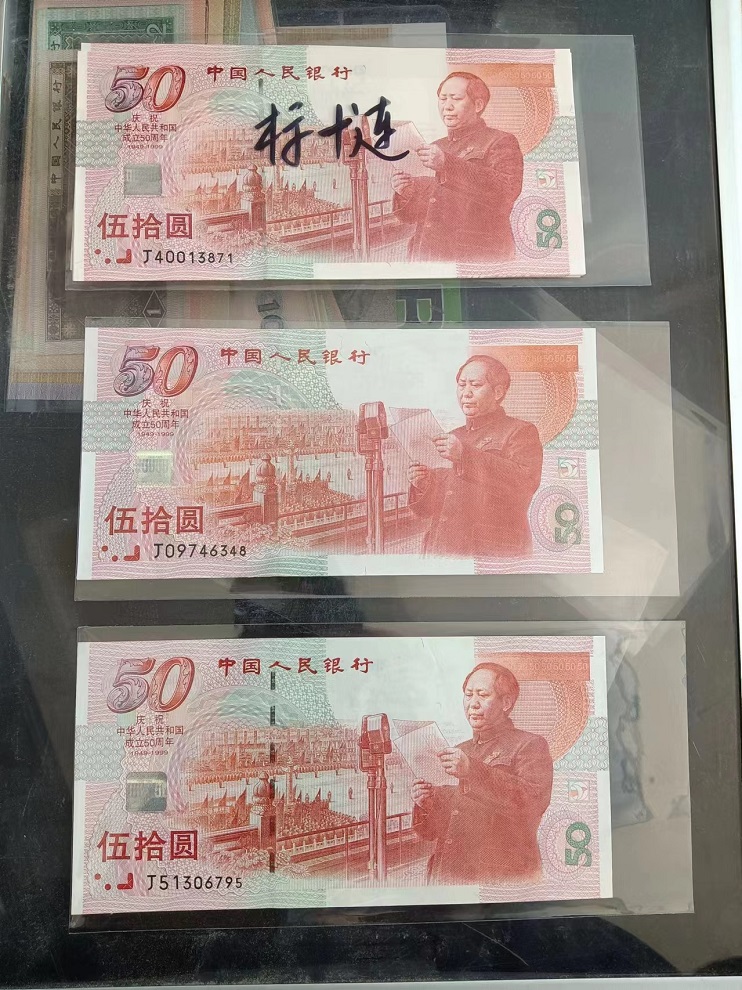 50
中国人民银行
庆祝
中华人民共和国
成立50周年
1949-1999
标十连
伍拾圆
J40013871
50
50
中国人民银行
庆祝
中华人民共和国
成立50周年
1949-1999
伍拾圆
J09746348
50
50
中国人民银行
庆祝
中华人民共和国
成立50周年
1949-1999
伍拾圆
J51306795
50